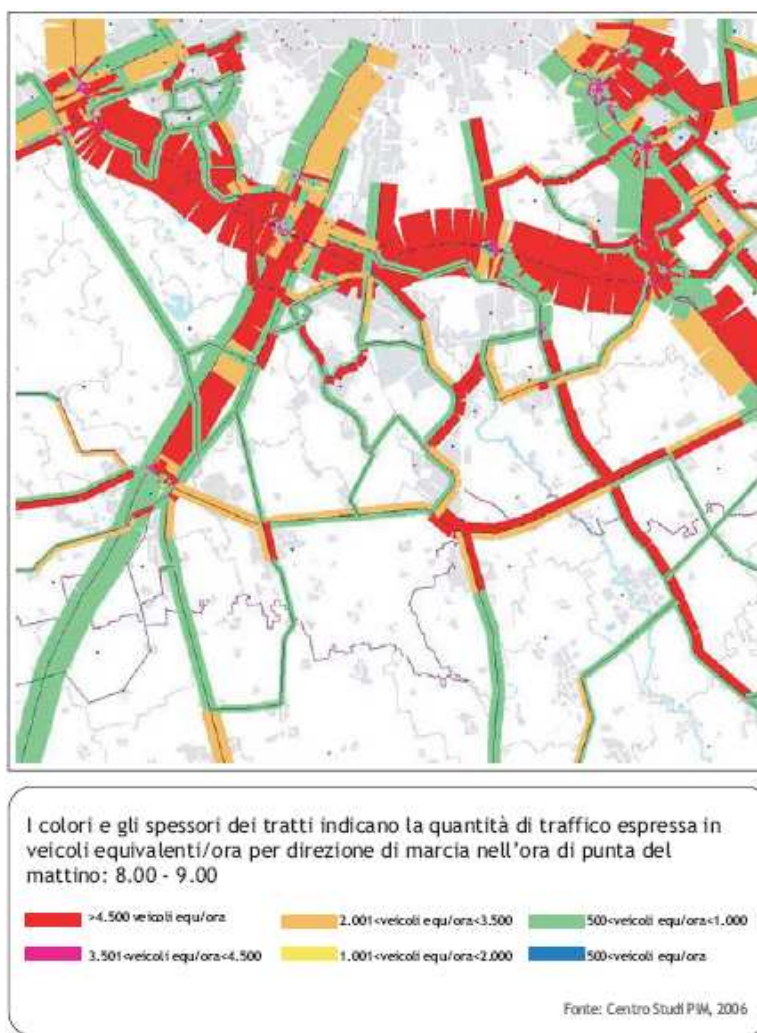 I colori e gli spessori dei tratti indicano la quantità di traffico espressa in
veicoli equivalenti/ora per direzione di marcia nell'ora di punta del
mattino: 8.00 - 9.00
>4.500 veicoli equ/ora
2.001<veicoli equ/ora<3.500
500<veicoli equ/ora<1.000
3.501<veicoli equ/ora<4.500
1.001<veicoli equ/ora<2.000
500<veicoli equ/ora
Fonte: Centro Studi PIM, 2006